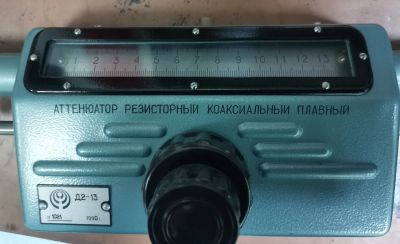 1 2 3 4 5 6 7 8 9 10 11 12 13
АТТЕНЮАТОР РЕЗИСТОРНЫЙ КОАКСИАЛЬНЫЙ ПЛАВНЫЙ
Д2-13
1990 г.